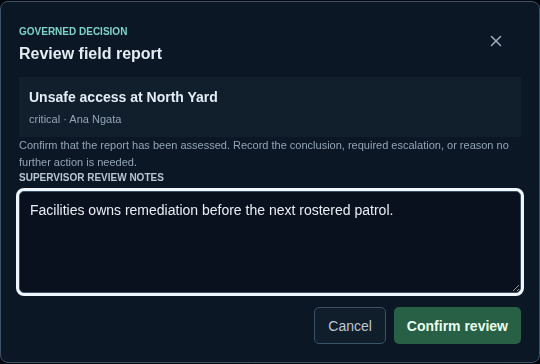 GOVERNED DECISION
Review field report
Unsafe access at North Yard
critical · Ana Ngata
Confirm that the report has been assessed. Record the conclusion, required escalation, or reason no
further action is needed.
SUPERVISOR REVIEW NOTES
Facilities owns remediation before the next rostered patrol.
Cancel
Confirm review